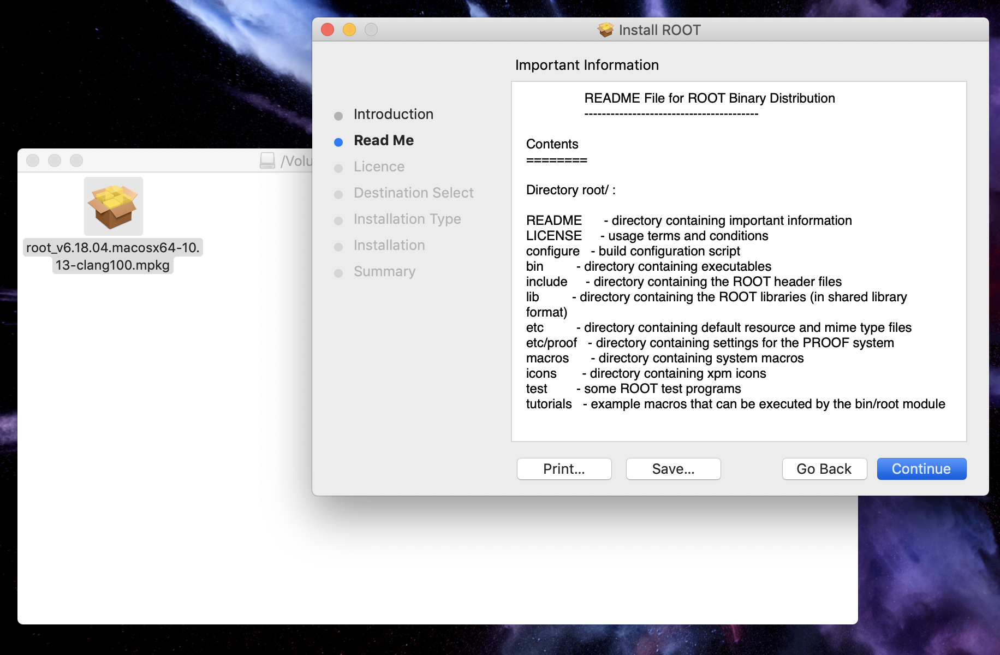 Install ROOT
Important Information
Introduction
Read Me
Licence
Destination Select
Installation Type
Installation
Summary
README File for ROOT Binary Distribution
----------------------------------------
Contents
========
Directory root/ :
README - directory containing important information
LICENSE - usage terms and conditions
configure - build configuration script
bin - directory containing executables
include - directory containing the ROOT header files
lib - directory containing the ROOT libraries (in shared library
format)
etc - directory containing default resource and mime type files
etc/proof - directory containing settings for the PROOF system
macros - directory containing system macros
icons - directory containing xpm icons
test - some ROOT test programs
tutorials - example macros that can be executed by the bin/root module
Print...
Save...
Go Back
Continue
/Volu
root_v6.18.04.macosx64-10.
13-clang100.mpkg